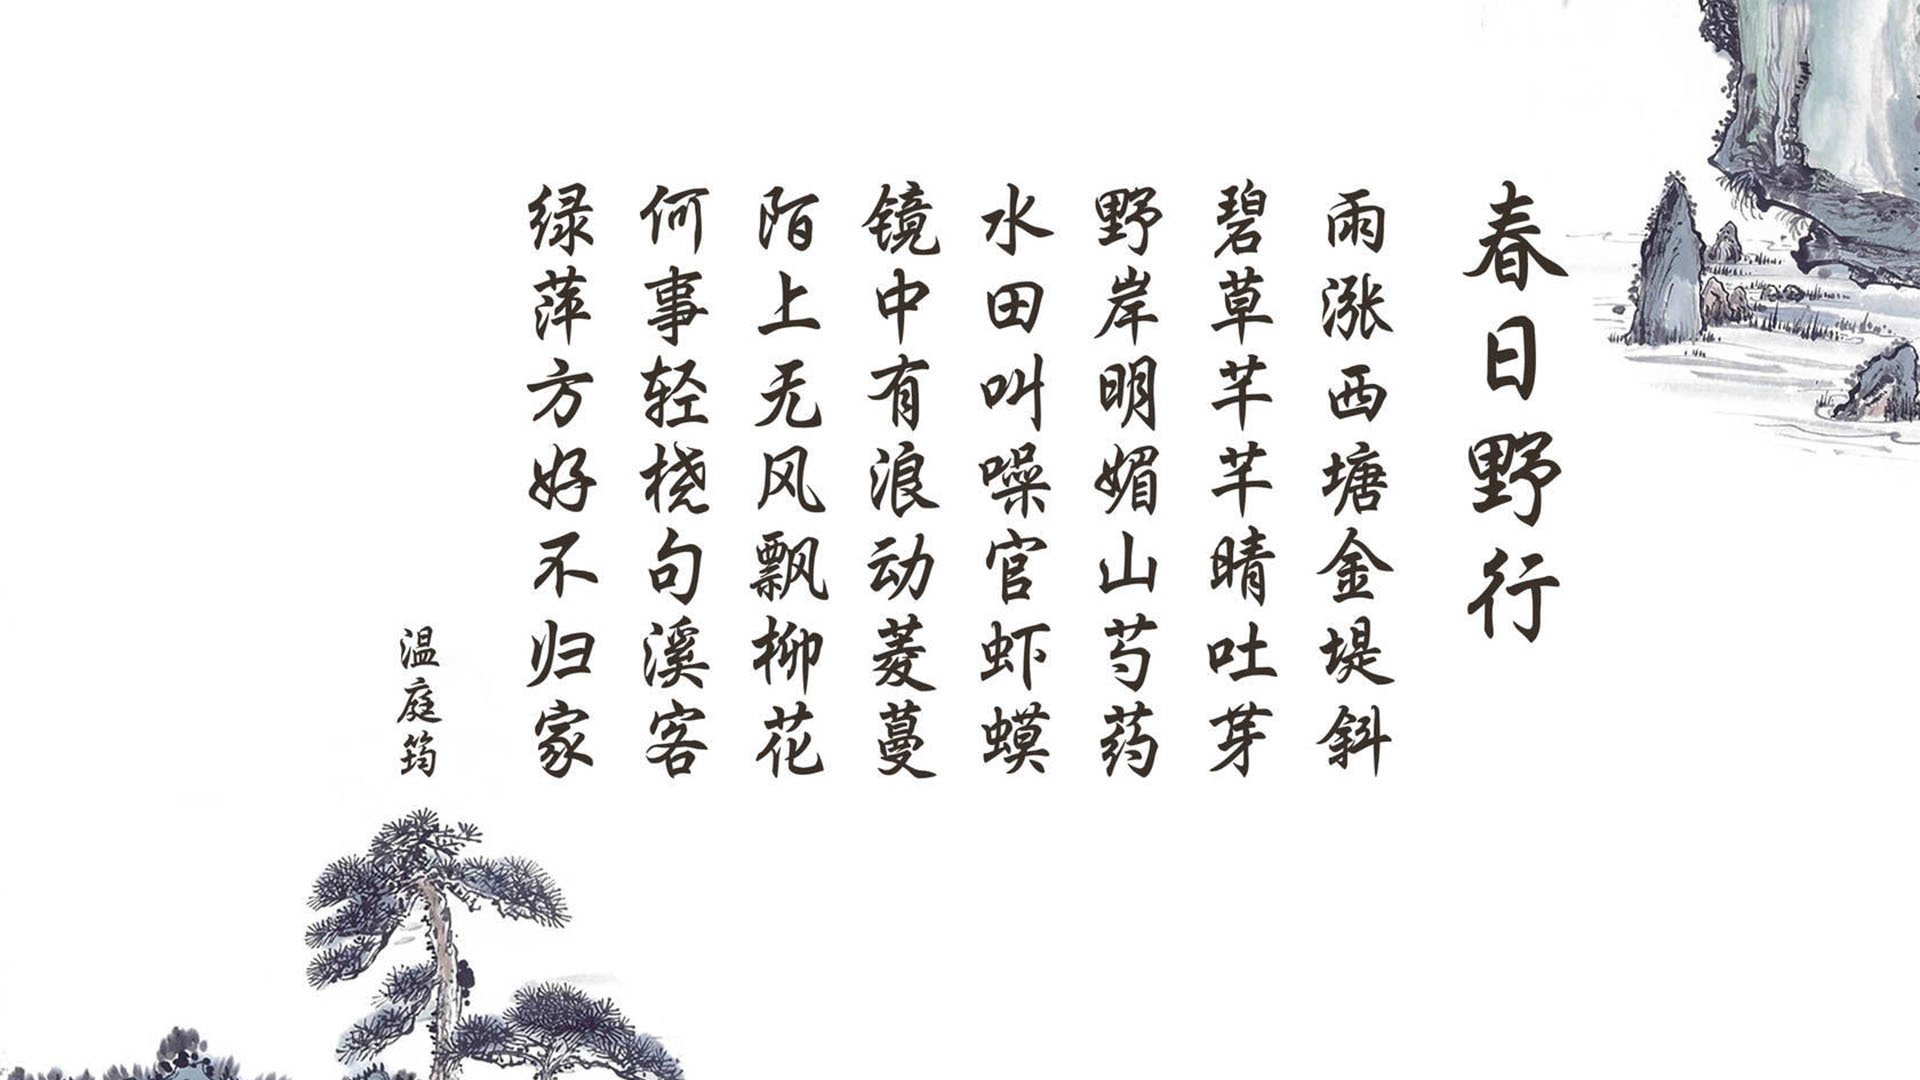 春日野行
雨涨西塘金堤斜
碧草芊芊晴吐芽
野岸明媚山芍药
水田叫噪官虾蟆
镜中有浪动菱蔓
陌上无风飘柳花
何事轻桡句溪客
绿萍方好不归家
温庭筠